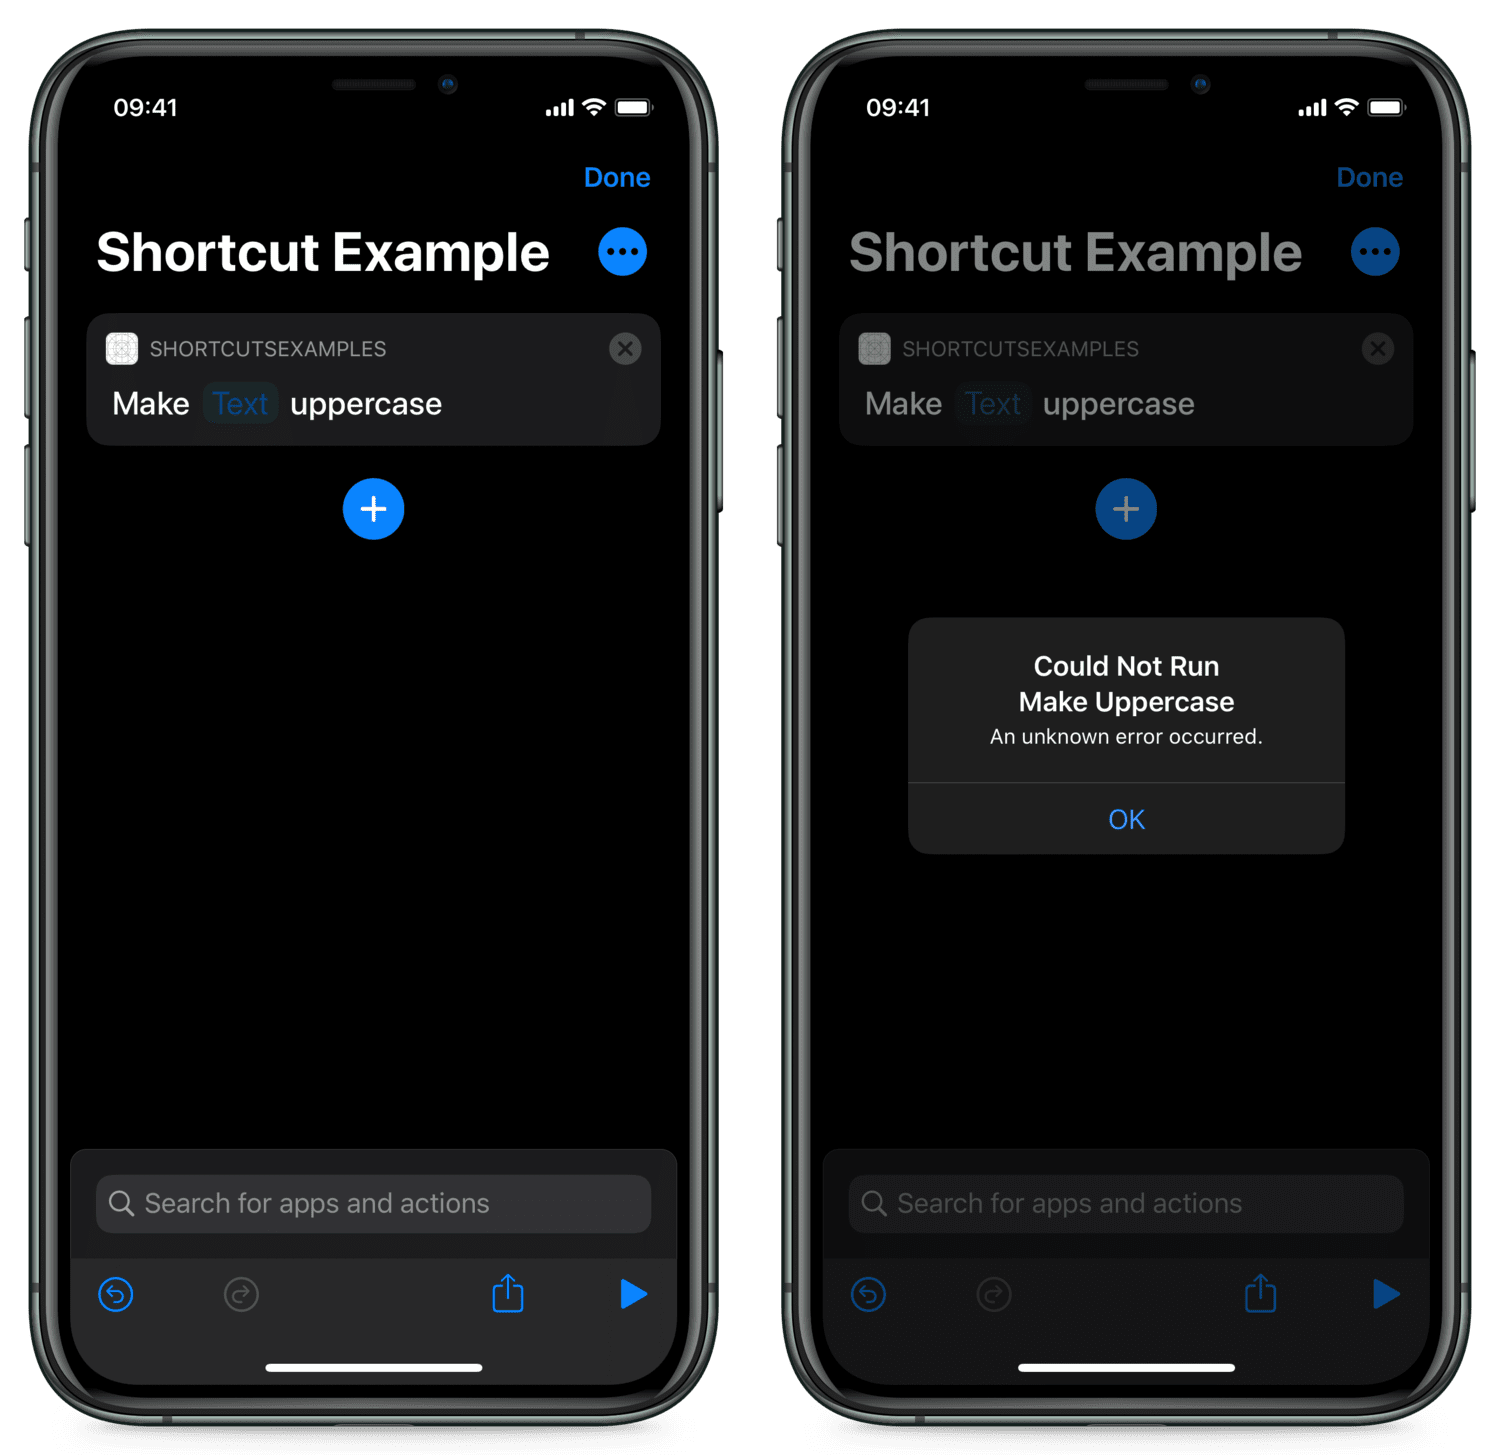 09:41
Done
Shortcut Example
SHORTCUTSEXAMPLES
Make Text uppercase
Search for apps and actions
09:41
Done
Shortcut Example
SHORTCUTSEXAMPLES
Make Text uppercase
Could Not Run
Make Uppercase
An unknown error occurred.
OK
Search for apps and actions